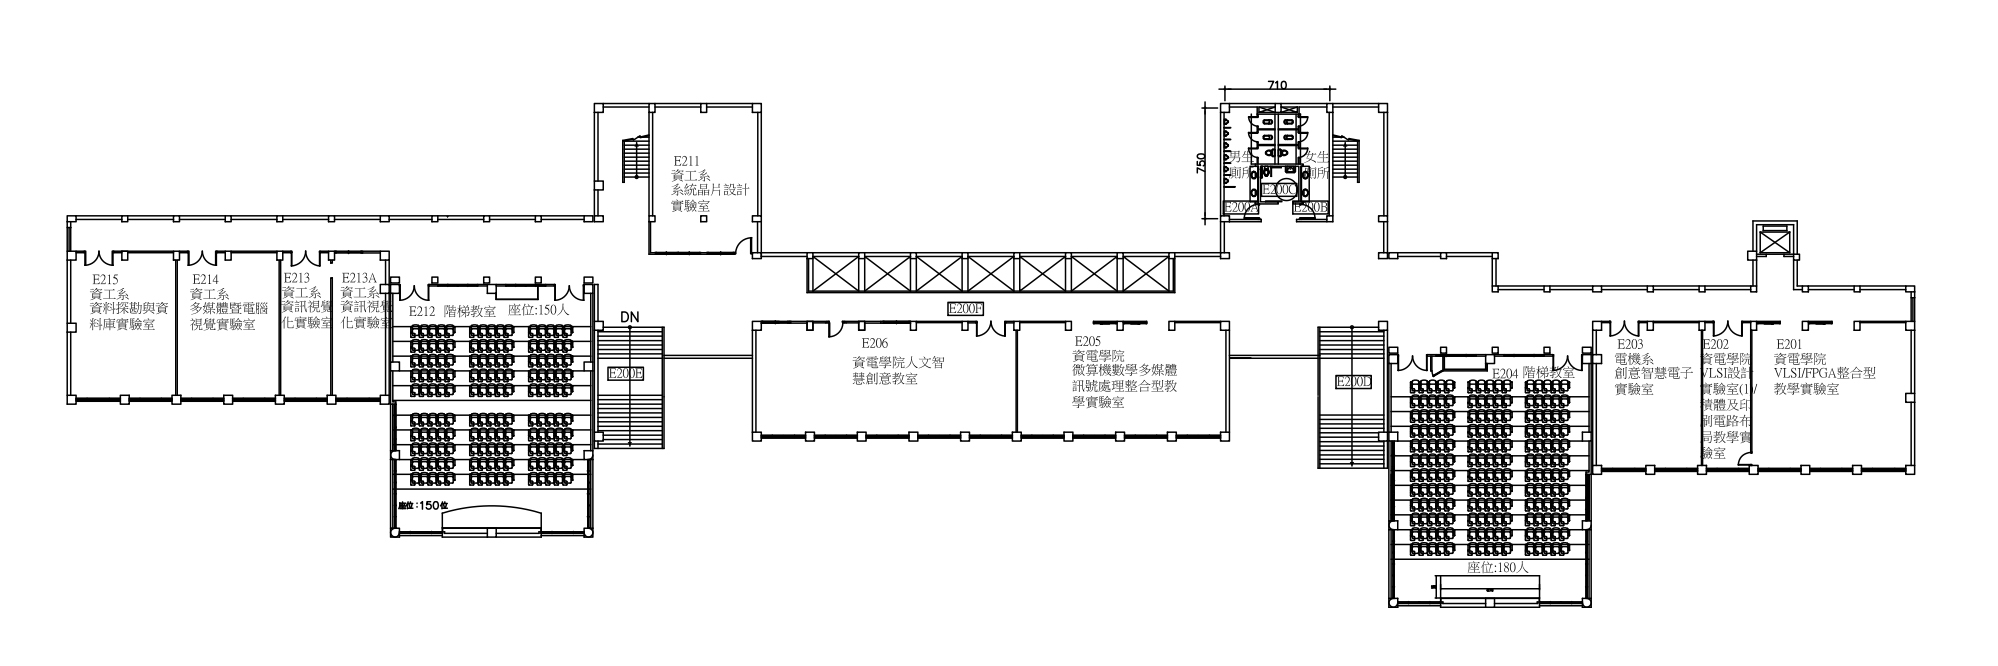 710
750
男生
廁所
女生
廁所
E200C
E200A
E200B
E211
資工系
系統晶片設計
實驗室
E215
資工系
資料探勘與資
料庫實驗室
E214
資工系
多媒體暨電腦
視覺實驗室
E213
資工系
資訊視覺
化實驗室
E213A
資工系
資訊視覺
化實驗室
E212 階梯教室 座位:150人
座位:150位
DN
E200E
E200F
E206
資電學院人文智
慧創意教室
E205
資電學院
微算機數學多媒體
訊號處理整合型教
學實驗室
E200D
E204 階梯教室
座位:180人
E203
電機系
創意智慧電子
實驗室
E202
資電學院
VLSI設計
實驗室(1)/
積體及印
刷電路布
局教學實
驗室
E201
資電學院
VLSI/FPGA整合型
教學實驗室